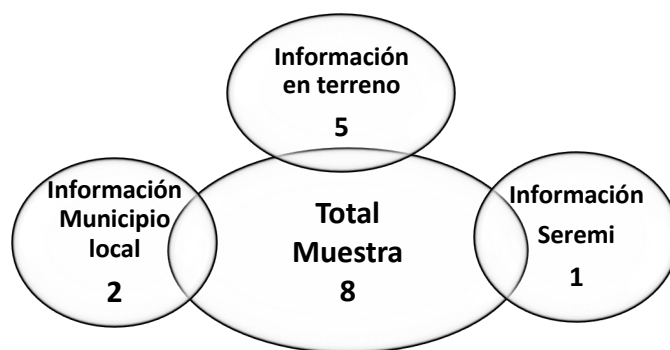 Información
en terreno
5
Información
Municipio
local
2
Total
Muestra
8
Información
Seremi
1